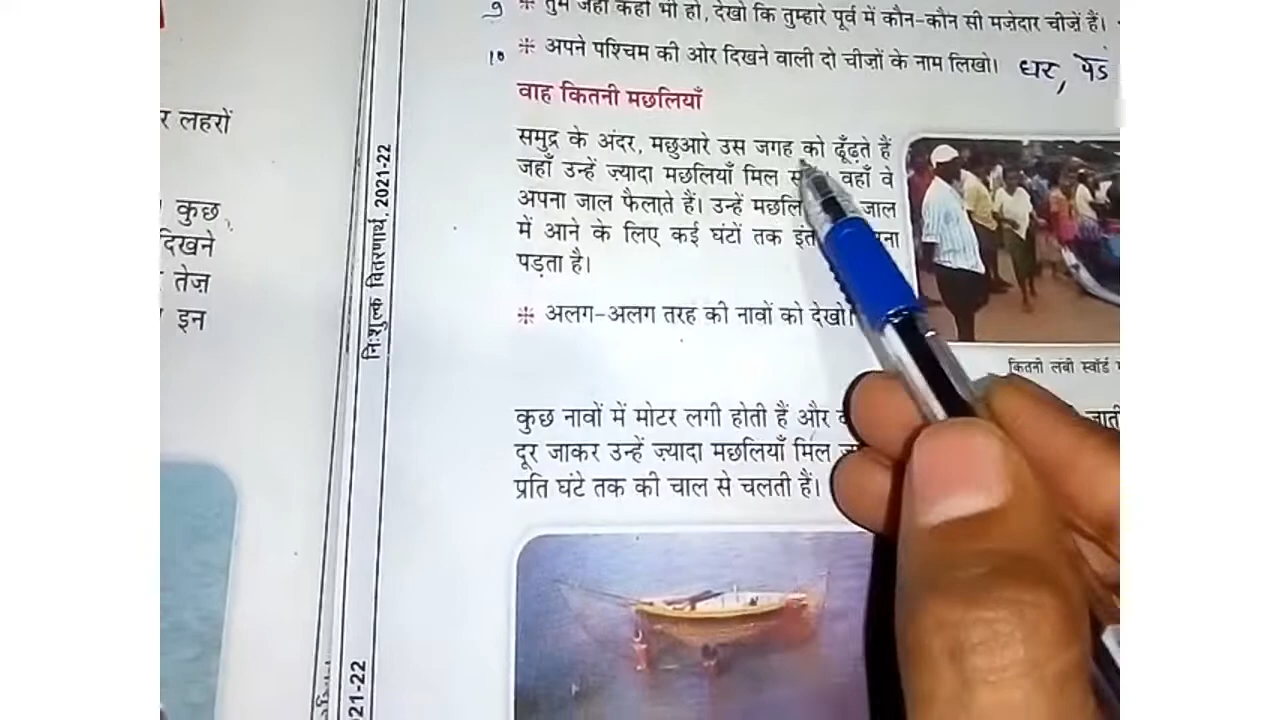 र लहरों
कुछ
दिखने
तेज़
इन
निःशुल्क वितरणार्थ, 2021-22
21-22
9 * तुम जहाँ कहीं भी हो, देखो कि तुम्हारे पूर्व में कौन-कौन सी मज़ेदार चीज़ें हैं।
10 * अपने पश्चिम की ओर दिखने वाली दो चीज़ों के नाम लिखो। घर, पेड
वाह कितनी मछलियाँ
समुद्र के अंदर, मछुआरे उस जगह को ढूँढ़ते हैं
जहाँ उन्हें ज़्यादा मछलियाँ मिल वहाँ वे
अपना जाल फैलाते हैं। उन्हें जाल
में आने के लिए कई घंटों तक
पड़ता है।
* अलग-अलग तरह की नावों को देखो।
कितनी लंबी स्वॉर्ड
कुछ नावों में मोटर लगी होती हैं और
दूर जाकर उन्हें ज़्यादा मछलियाँ मिल
प्रति घंटे तक की चाल से चलती हैं।